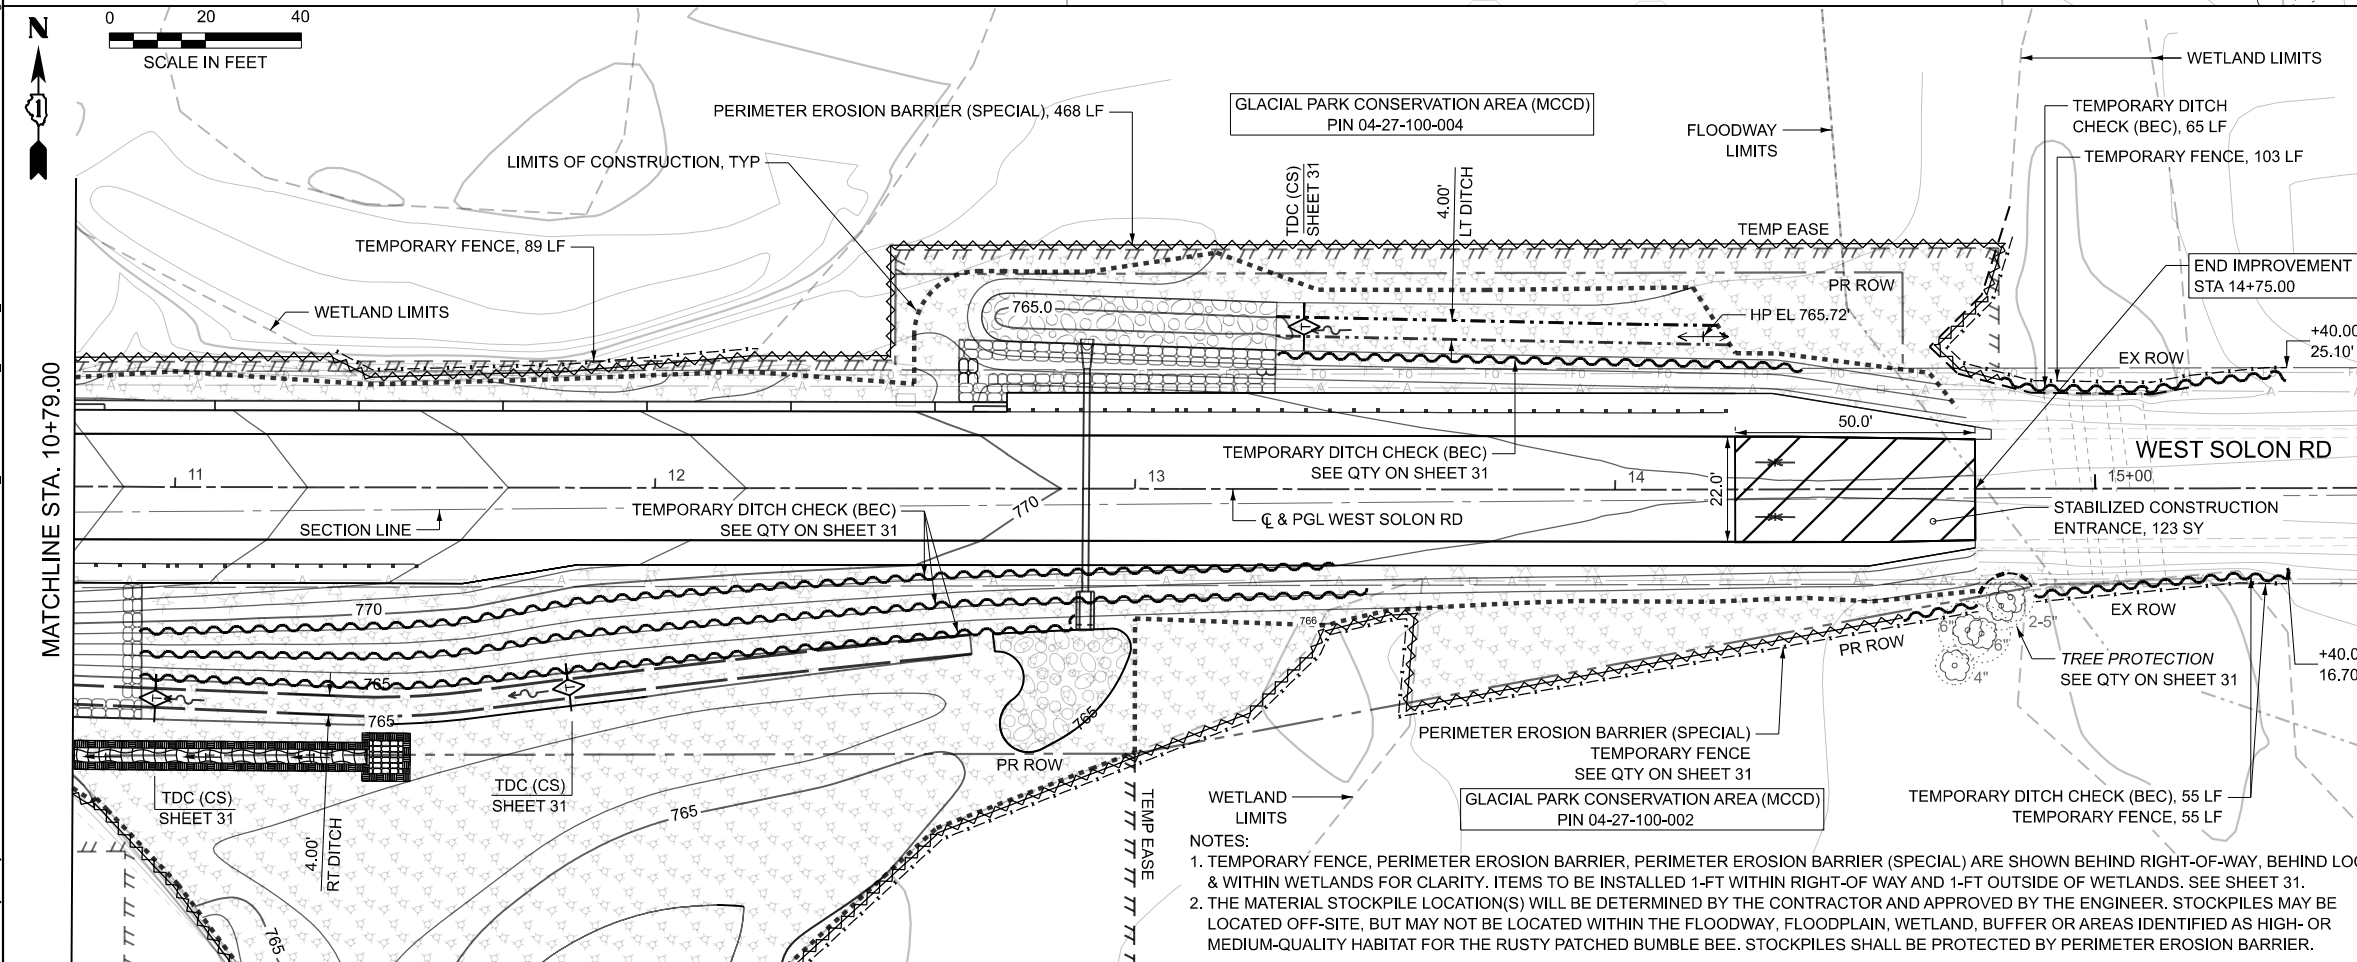 0 20 40
SCALE IN FEET
N
1
MATCHLINE STA. 10+79.00
PERIMETER EROSION BARRIER (SPECIAL), 468 LF
LIMITS OF CONSTRUCTION, TYP
TEMPORARY FENCE, 89 LF
WETLAND LIMITS
GLACIAL PARK CONSERVATION AREA (MCCD)
PIN 04-27-100-004
TDC (CS)
SHEET 31
4.00'
LT DITCH
FLOODWAY
LIMITS
WETLAND LIMITS
TEMPORARY DITCH
CHECK (BEC), 65 LF
TEMPORARY FENCE, 103 LF
TEMP EASE
PR ROW
END IMPROVEMENT
STA 14+75.00
765.0
HP EL 765.72'
EX ROW
+40.00
25.10'
50.0'
22.0'
TEMPORARY DITCH CHECK (BEC)
SEE QTY ON SHEET 31
WEST SOLON RD
11
12
13
14
15+00
SECTION LINE
TEMPORARY DITCH CHECK (BEC)
SEE QTY ON SHEET 31
770
℄ & PGL WEST SOLON RD
STABILIZED CONSTRUCTION
ENTRANCE, 123 SY
770
765
765
766
765
765
765
6"
2-5"
6"
4"
EX ROW
PR ROW
TREE PROTECTION
SEE QTY ON SHEET 31
+40.0
16.70
PR ROW
PERIMETER EROSION BARRIER (SPECIAL)
TEMPORARY FENCE
SEE QTY ON SHEET 31
TDC (CS)
SHEET 31
TDC (CS)
SHEET 31
4.00'
RT DITCH
TEMP EASE
WETLAND
LIMITS
GLACIAL PARK CONSERVATION AREA (MCCD)
PIN 04-27-100-002
TEMPORARY DITCH CHECK (BEC), 55 LF
TEMPORARY FENCE, 55 LF
NOTES:
1. TEMPORARY FENCE, PERIMETER EROSION BARRIER, PERIMETER EROSION BARRIER (SPECIAL) ARE SHOWN BEHIND RIGHT-OF-WAY, BEHIND LOC
& WITHIN WETLANDS FOR CLARITY. ITEMS TO BE INSTALLED 1-FT WITHIN RIGHT-OF WAY AND 1-FT OUTSIDE OF WETLANDS. SEE SHEET 31.
2. THE MATERIAL STOCKPILE LOCATION(S) WILL BE DETERMINED BY THE CONTRACTOR AND APPROVED BY THE ENGINEER. STOCKPILES MAY BE
LOCATED OFF-SITE, BUT MAY NOT BE LOCATED WITHIN THE FLOODWAY, FLOODPLAIN, WETLAND, BUFFER OR AREAS IDENTIFIED AS HIGH- OR
MEDIUM-QUALITY HABITAT FOR THE RUSTY PATCHED BUMBLE BEE. STOCKPILES SHALL BE PROTECTED BY PERIMETER EROSION BARRIER.